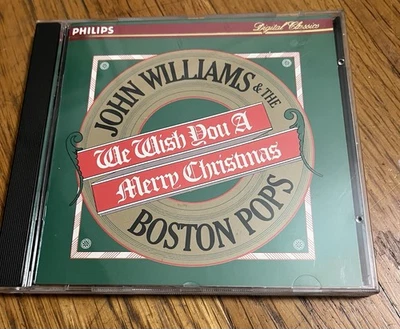 PHILIPS
Digital Classics
JOHN WILLIAMS & THE
We Wish You A
Merry Christmas
BOSTON POPS